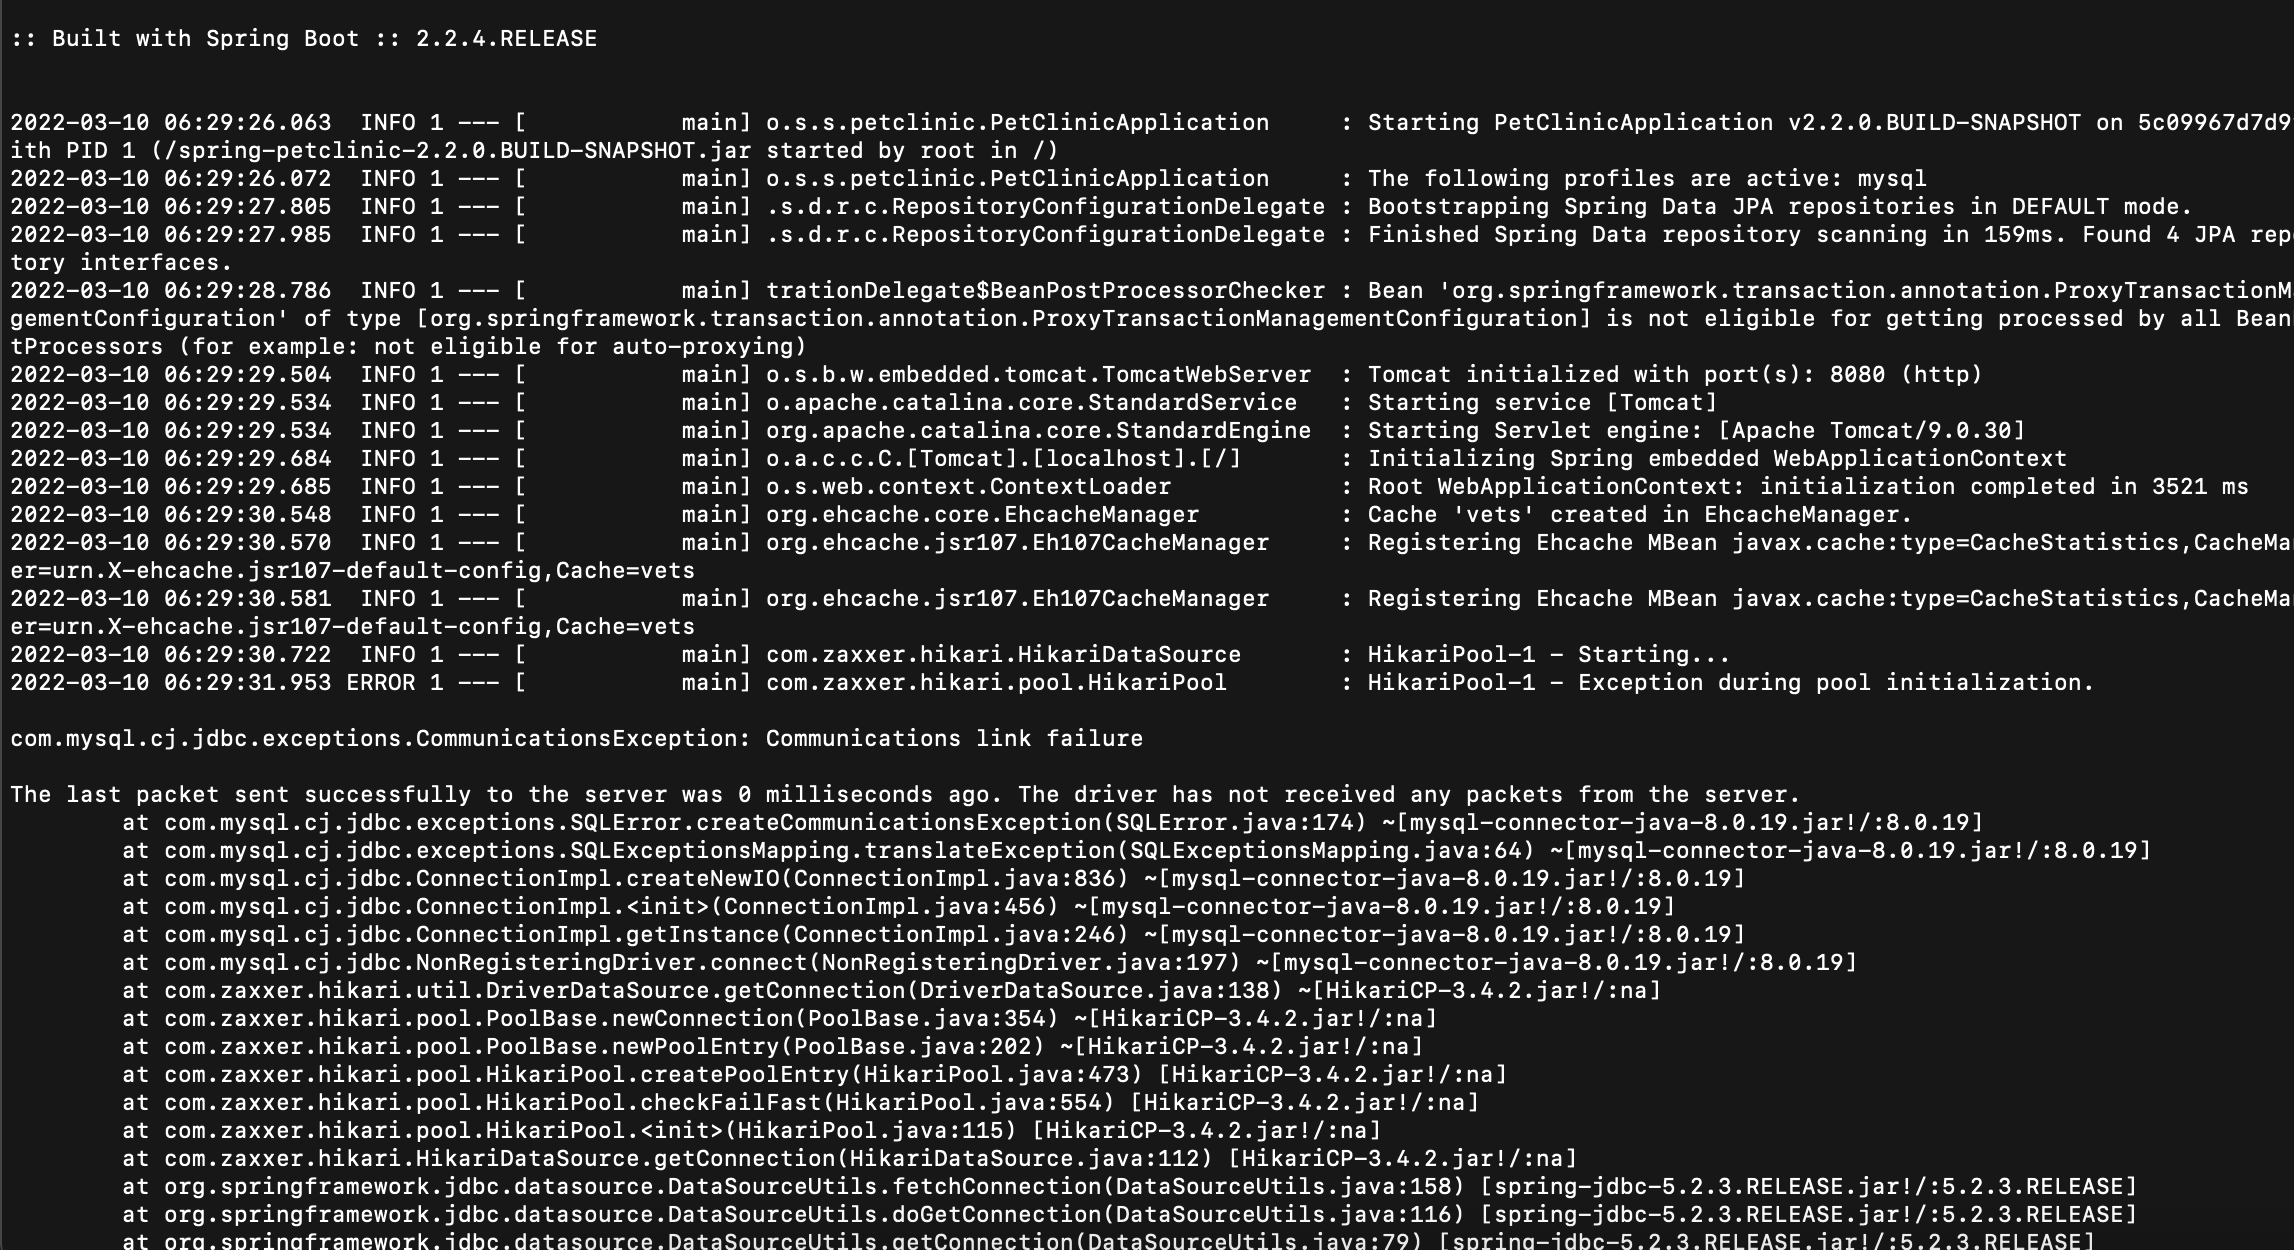 :: Built with Spring Boot :: 2.2.4.RELEASE
2022-03-10 06:29:26.063  INFO 1 --- [           main] o.s.s.petclinic.PetClinicApplication     : Starting PetClinicApplication v2.2.0.BUILD-SNAPSHOT on 5c09967d7d9
ith PID 1 (/spring-petclinic-2.2.0.BUILD-SNAPSHOT.jar started by root in /)
2022-03-10 06:29:26.072  INFO 1 --- [           main] o.s.s.petclinic.PetClinicApplication     : The following profiles are active: mysql
2022-03-10 06:29:27.805  INFO 1 --- [           main] .s.d.r.c.RepositoryConfigurationDelegate : Bootstrapping Spring Data JPA repositories in DEFAULT mode.
2022-03-10 06:29:27.985  INFO 1 --- [           main] .s.d.r.c.RepositoryConfigurationDelegate : Finished Spring Data repository scanning in 159ms. Found 4 JPA rep
tory interfaces.
2022-03-10 06:29:28.786  INFO 1 --- [           main] trationDelegate$BeanPostProcessorChecker : Bean 'org.springframework.transaction.annotation.ProxyTransactionM
gementConfiguration' of type [org.springframework.transaction.annotation.ProxyTransactionManagementConfiguration] is not eligible for getting processed by all Bean
tProcessors (for example: not eligible for auto-proxying)
2022-03-10 06:29:29.504  INFO 1 --- [           main] o.s.b.w.embedded.tomcat.TomcatWebServer  : Tomcat initialized with port(s): 8080 (http)
2022-03-10 06:29:29.534  INFO 1 --- [           main] o.apache.catalina.core.StandardService   : Starting service [Tomcat]
2022-03-10 06:29:29.534  INFO 1 --- [           main] org.apache.catalina.core.StandardEngine  : Starting Servlet engine: [Apache Tomcat/9.0.30]
2022-03-10 06:29:29.684  INFO 1 --- [           main] o.a.c.c.C.[Tomcat].[localhost].[/]       : Initializing Spring embedded WebApplicationContext
2022-03-10 06:29:29.685  INFO 1 --- [           main] o.s.web.context.ContextLoader            : Root WebApplicationContext: initialization completed in 3521 ms
2022-03-10 06:29:30.548  INFO 1 --- [           main] org.ehcache.core.EhcacheManager          : Cache 'vets' created in EhcacheManager.
2022-03-10 06:29:30.570  INFO 1 --- [           main] org.ehcache.jsr107.Eh107CacheManager     : Registering Ehcache MBean javax.cache:type=CacheStatistics,CacheMa
er=urn.X-ehcache.jsr107-default-config,Cache=vets
2022-03-10 06:29:30.581  INFO 1 --- [           main] org.ehcache.jsr107.Eh107CacheManager     : Registering Ehcache MBean javax.cache:type=CacheStatistics,CacheMa
er=urn.X-ehcache.jsr107-default-config,Cache=vets
2022-03-10 06:29:30.722  INFO 1 --- [           main] com.zaxxer.hikari.HikariDataSource       : HikariPool-1 - Starting...
2022-03-10 06:29:31.953 ERROR 1 --- [           main] com.zaxxer.hikari.pool.HikariPool        : HikariPool-1 - Exception during pool initialization.
com.mysql.cj.jdbc.exceptions.CommunicationsException: Communications link failure
The last packet sent successfully to the server was 0 milliseconds ago. The driver has not received any packets from the server.
at com.mysql.cj.jdbc.exceptions.SQLError.createCommunicationsException(SQLError.java:174) ~[mysql-connector-java-8.0.19.jar!/:8.0.19]
at com.mysql.cj.jdbc.exceptions.SQLExceptionsMapping.translateException(SQLExceptionsMapping.java:64) ~[mysql-connector-java-8.0.19.jar!/:8.0.19]
at com.mysql.cj.jdbc.ConnectionImpl.createNewIO(ConnectionImpl.java:836) ~[mysql-connector-java-8.0.19.jar!/:8.0.19]
at com.mysql.cj.jdbc.ConnectionImpl.<init>(ConnectionImpl.java:456) ~[mysql-connector-java-8.0.19.jar!/:8.0.19]
at com.mysql.cj.jdbc.ConnectionImpl.getInstance(ConnectionImpl.java:246) ~[mysql-connector-java-8.0.19.jar!/:8.0.19]
at com.mysql.cj.jdbc.NonRegisteringDriver.connect(NonRegisteringDriver.java:197) ~[mysql-connector-java-8.0.19.jar!/:8.0.19]
at com.zaxxer.hikari.util.DriverDataSource.getConnection(DriverDataSource.java:138) ~[HikariCP-3.4.2.jar!/:na]
at com.zaxxer.hikari.pool.PoolBase.newConnection(PoolBase.java:354) ~[HikariCP-3.4.2.jar!/:na]
at com.zaxxer.hikari.pool.PoolBase.newPoolEntry(PoolBase.java:202) ~[HikariCP-3.4.2.jar!/:na]
at com.zaxxer.hikari.pool.HikariPool.createPoolEntry(HikariPool.java:473) [HikariCP-3.4.2.jar!/:na]
at com.zaxxer.hikari.pool.HikariPool.checkFailFast(HikariPool.java:554) [HikariCP-3.4.2.jar!/:na]
at com.zaxxer.hikari.pool.HikariPool.<init>(HikariPool.java:115) [HikariCP-3.4.2.jar!/:na]
at com.zaxxer.hikari.HikariDataSource.getConnection(HikariDataSource.java:112) [HikariCP-3.4.2.jar!/:na]
at org.springframework.jdbc.datasource.DataSourceUtils.fetchConnection(DataSourceUtils.java:158) [spring-jdbc-5.2.3.RELEASE.jar!/:5.2.3.RELEASE]
at org.springframework.jdbc.datasource.DataSourceUtils.doGetConnection(DataSourceUtils.java:116) [spring-jdbc-5.2.3.RELEASE.jar!/:5.2.3.RELEASE]
at org.springframework.jdbc.datasource.DataSourceUtils.getConnection(DataSourceUtils.java:79) [spring-jdbc-5.2.3.RELEASE.jar!/:5.2.3.RELEASE]